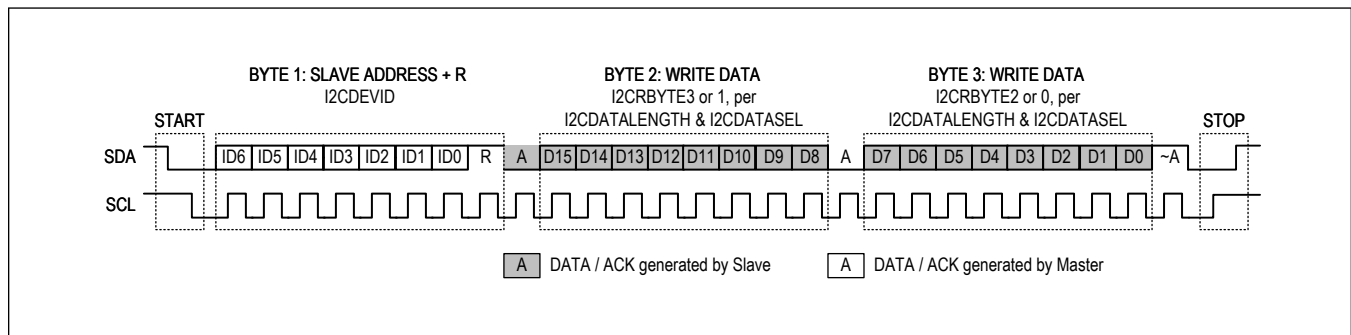 BYTE 1: SLAVE ADDRESS + R
I2CDEVID
BYTE 2: WRITE DATA
I2CRBYTE3 or 1, per
I2CDATALENGTH & I2CDATASEL
BYTE 3: WRITE DATA
I2CRBYTE2 or 0, per
I2CDATALENGTH & I2CDATASEL
START
STOP
SDA ID6 ID5 ID4 ID3 ID2 ID1 ID0 R A D15 D14 D13 D12 D11 D10 D9 D8 A D7 D6 D5 D4 D3 D2 D1 D0 ~A
SCL
A DATA / ACK generated by Slave
A DATA / ACK generated by Master